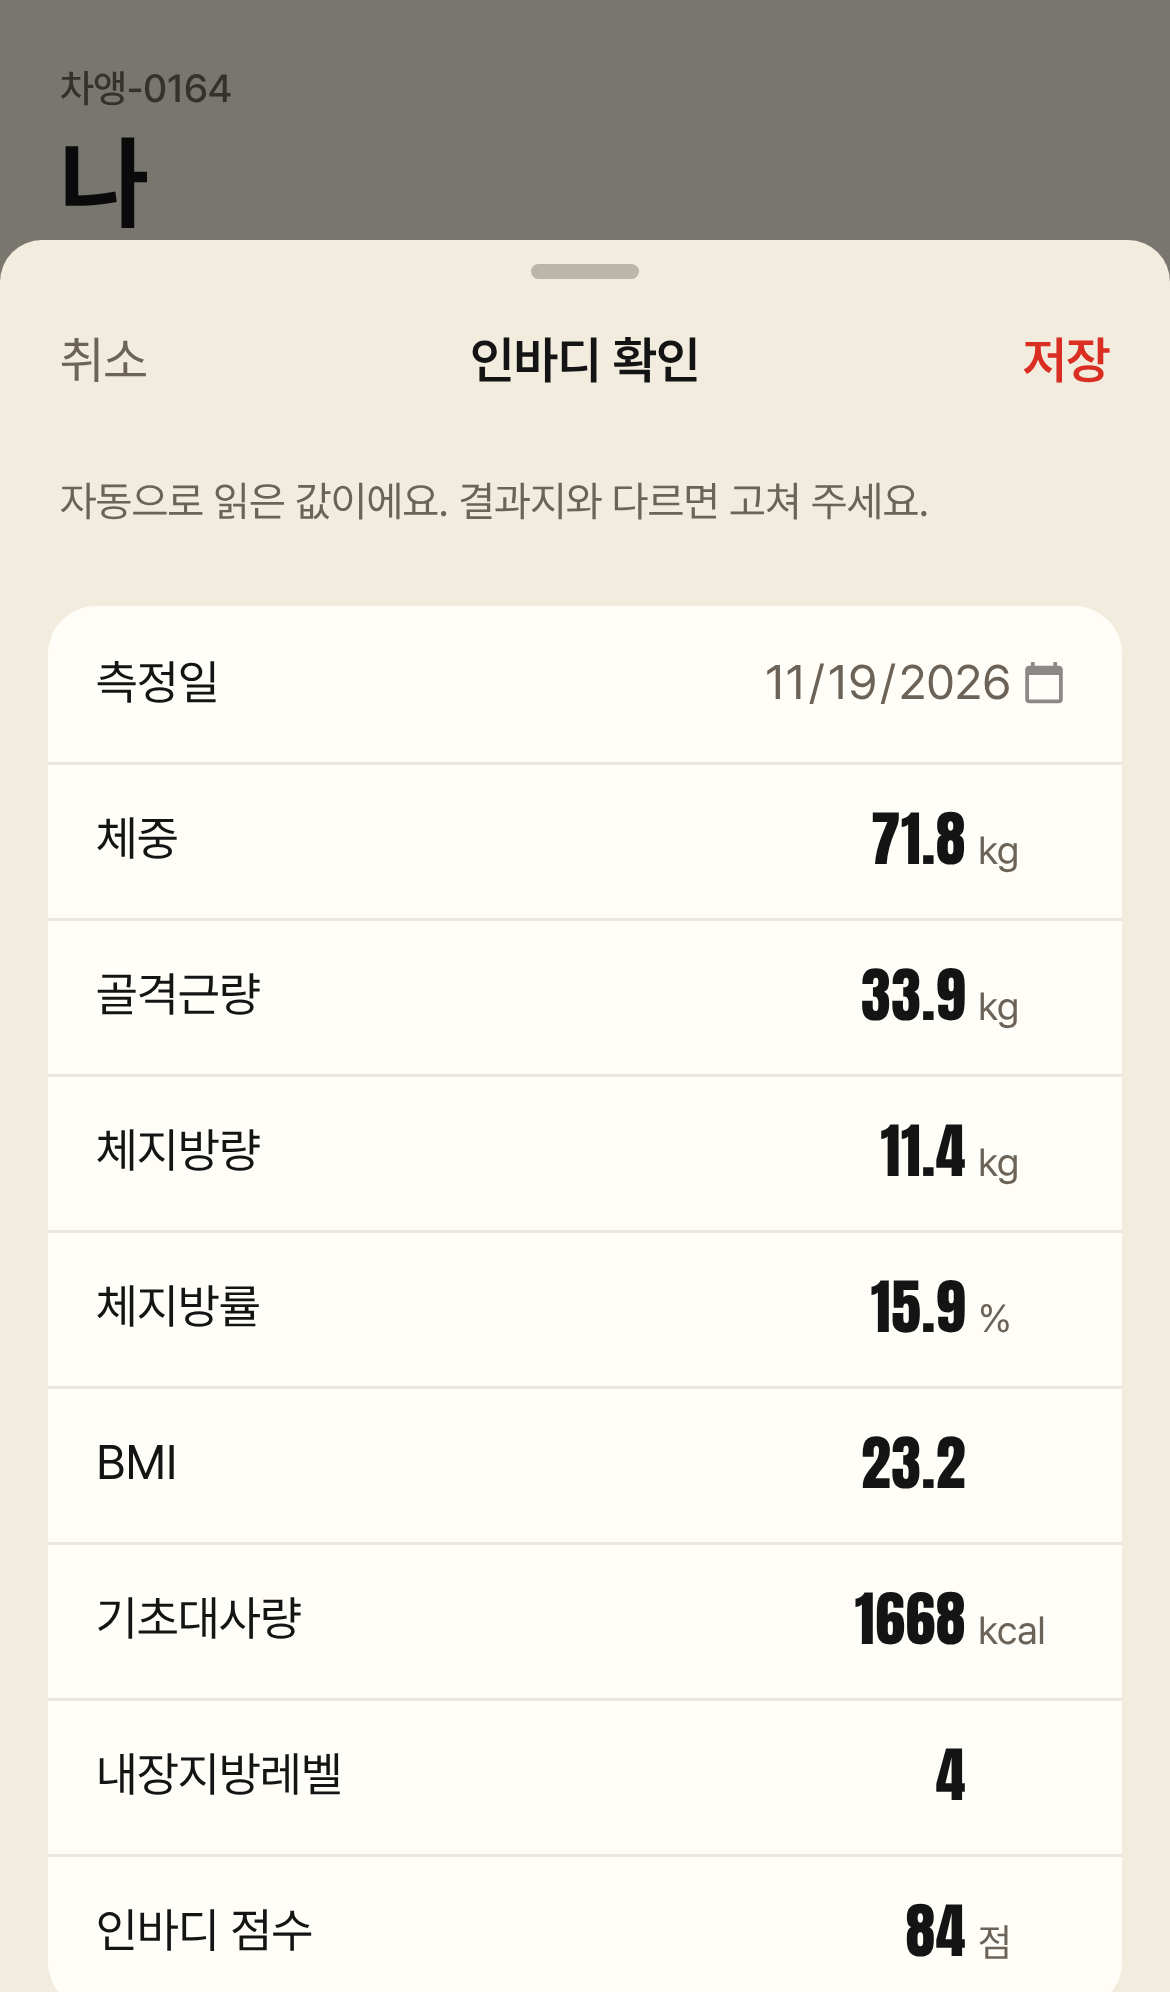 차앵-0164
나
취소
인바디 확인
저장
자동으로 읽은 값이에요. 결과지와 다르면 고쳐 주세요.
측정일 11/19/2026
체중 71.8 kg
골격근량 33.9 kg
체지방량 11.4 kg
체지방률 15.9 %
BMI 23.2
기초대사량 1668 kcal
내장지방레벨 4
인바디 점수 84 점